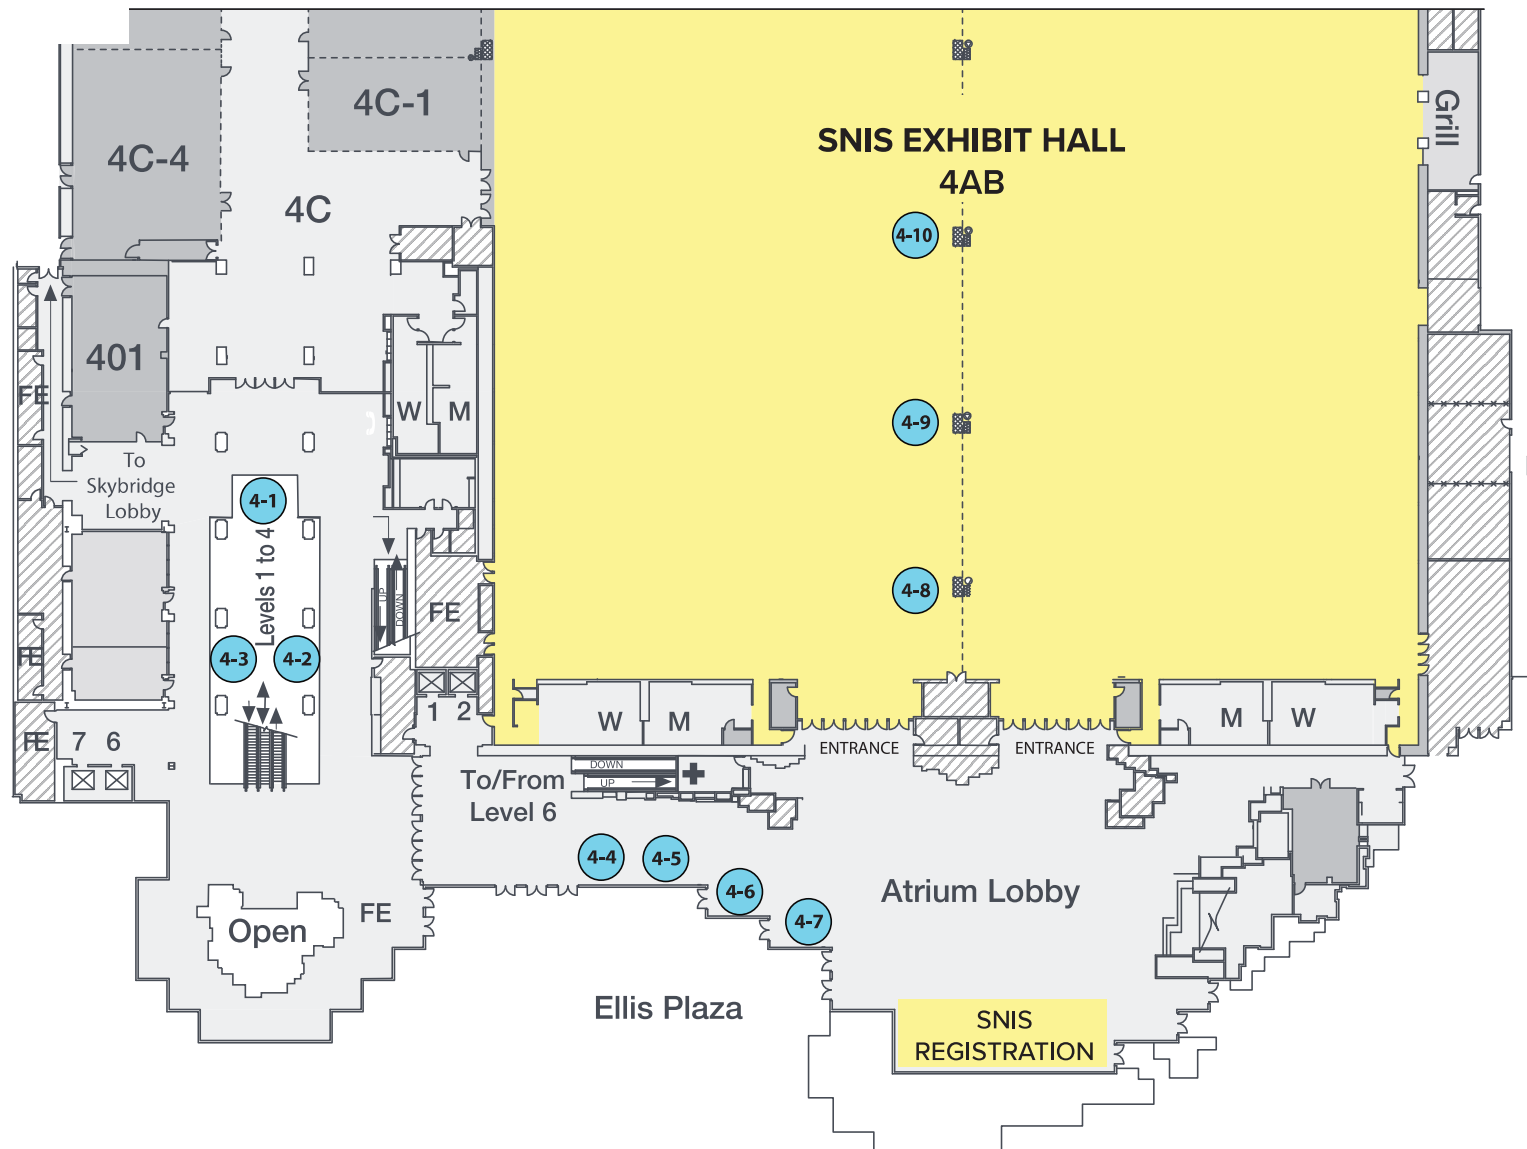 4C-1
Grill
SNIS EXHIBIT HALL
4AB
4C-4
4C
4-10
401
FE
W
M
4-9
To
Skybridge
Lobby
4-1
Levels 1 to 4
UP
DOWN
4-8
FE
FE
4-3
4-2
1
2
W
M
M
W
FE
7
6
ENTRANCE
ENTRANCE
To/From
Level 6
DOWN
UP
4-4
4-5
4-6
4-7
Atrium Lobby
FE
Open
Ellis Plaza
SNIS
REGISTRATION